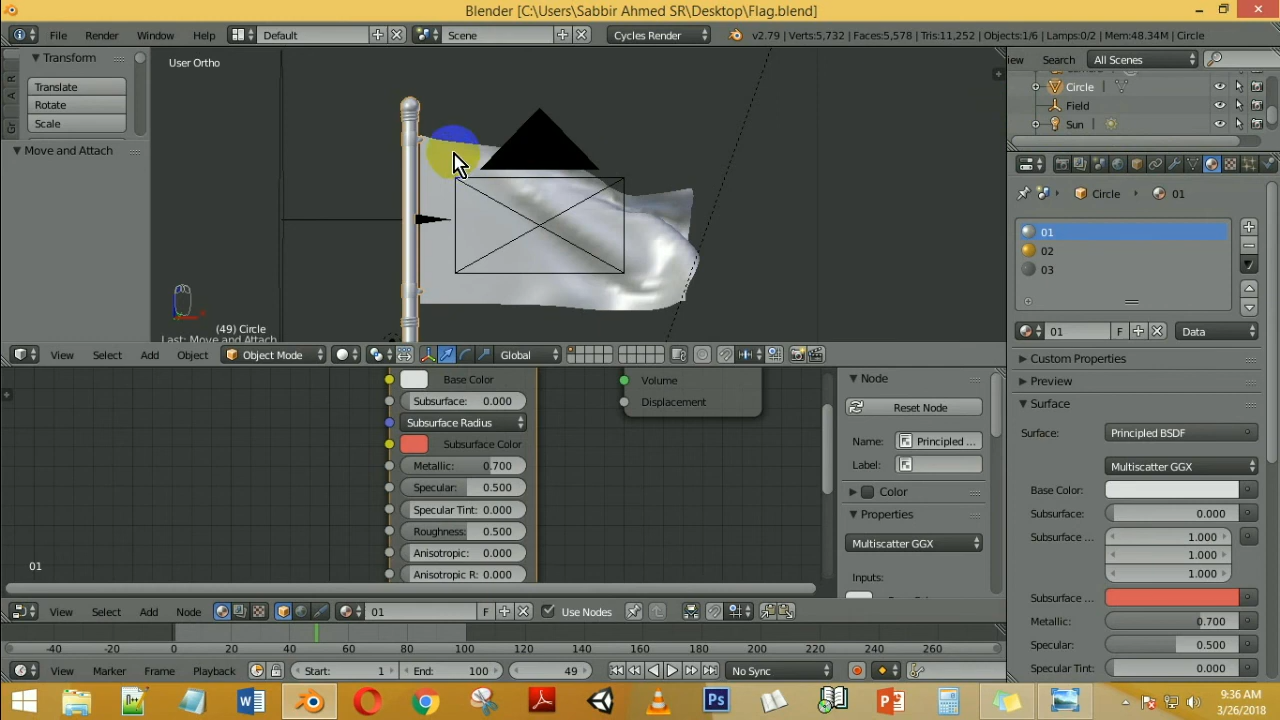 Blender [C:\Users\Sabbir Ahmed SR\Desktop\Flag.blend]
File Render Window Help Default Scene Cycles Render v2.79 | Verts:5,732 | Faces:5,578 | Tris:11,252 | Objects:1/6 | Lamps:0/2 | Mem:48.34M | Circle
Transform
Translate
Rotate
Scale
Move and Attach
R
A
Gr
User Ortho
(49) Circle
Last: Move and Attach
iew Search All Scenes
Circle
Field
Sun
Circle 01
01
02
03
01 F Data
Custom Properties
Preview
Surface
Surface: Principled BSDF
Multiscatter GGX
Base Color:
Subsurface: 0.000
Subsurface ... 1.000
1.000
1.000
Subsurface ...
Metallic: 0.700
Specular: 0.500
Specular Tint: 0.000
View Select Add Object Object Mode Global
Base Color
Subsurface: 0.000
Subsurface Radius
Subsurface Color
Metallic: 0.700
Specular: 0.500
Specular Tint: 0.000
Roughness: 0.500
Anisotropic: 0.000
Anisotropic R: 0.000
Volume
Displacement
01
Node
Reset Node
Name: Principled ...
Label:
Color
Properties
Multiscatter GGX
Inputs:
View Select Add Node 01 F Use Nodes
-40 -20 0 20 40 60 80 100 120 140 160 180 200 220 240 260
View Marker Frame Playback Start: 1 End: 100 49 No Sync
9:36 AM
3/26/2018